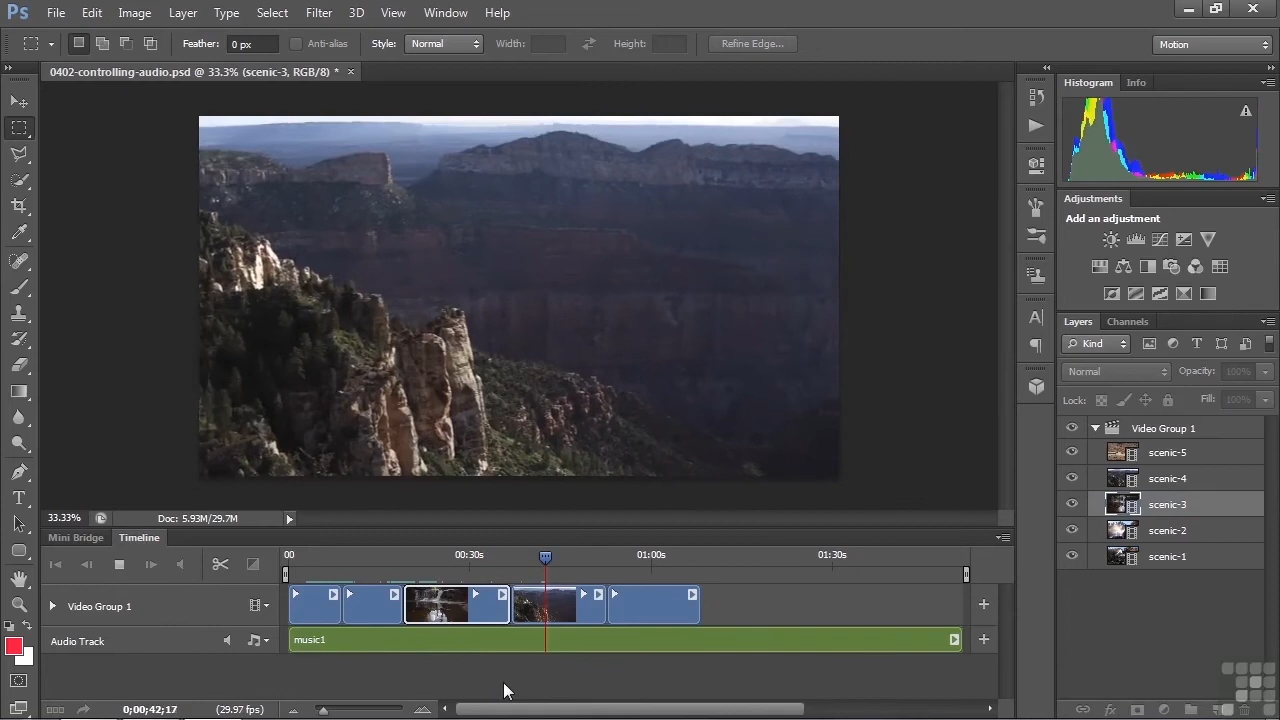 Ps File Edit Image Layer Type Select Filter 3D View Window Help
Feather: 0 px Anti-alias Style: Normal Width: Height: Refine Edge... Motion
0402-controlling-audio.psd @ 33.3% (scenic-3, RGB/8) * ×
Histogram Info
Adjustments
Add an adjustment
Layers Channels
Kind
Normal Opacity: 100%
Lock: Fill: 100%
Video Group 1
scenic-5
scenic-4
scenic-3
scenic-2
scenic-1
33.33% Doc: 5.93M/29.7M
Mini Bridge Timeline
00 00:30s 01:00s 01:30s
Video Group 1
Audio Track music1
0;00;42;17 (29.97 fps)